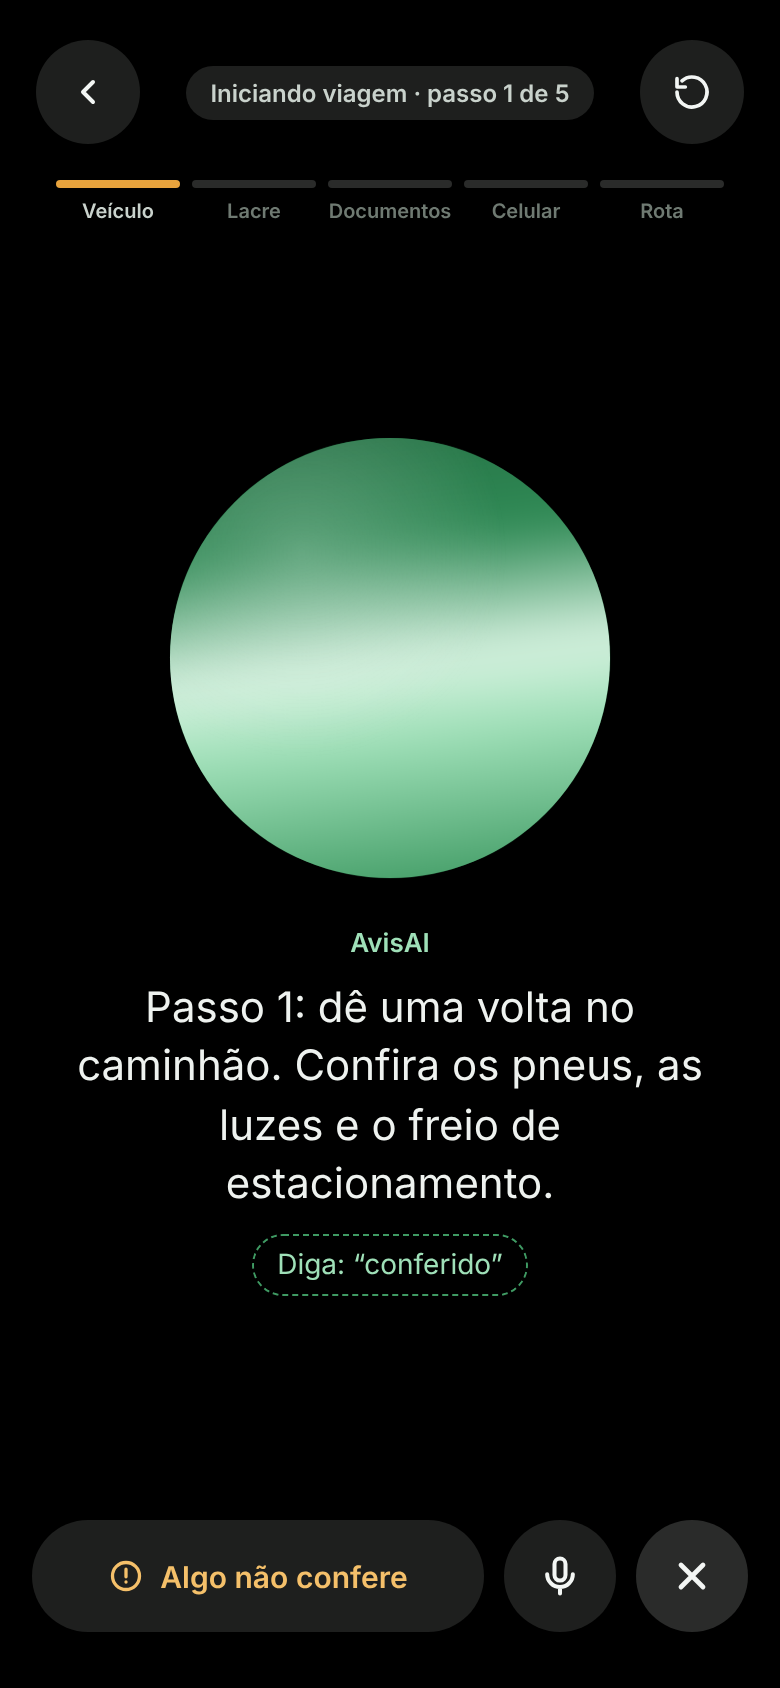 Iniciando viagem · passo 1 de 5
Veículo
Lacre
Documentos
Celular
Rota
AvisAI
Passo 1: dê uma volta no
caminhão. Confira os pneus, as
luzes e o freio de
estacionamento.
Diga: “conferido”
Algo não confere